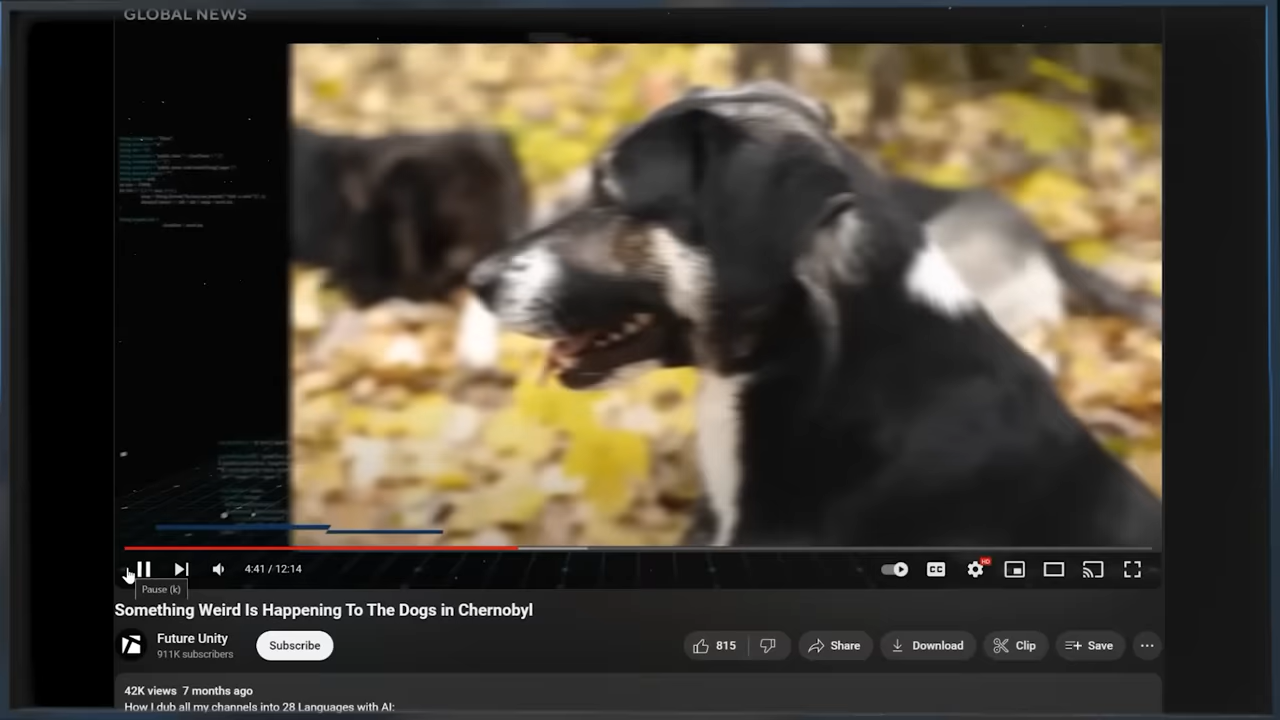 GLOBAL NEWS
4:41 / 12:14
CC
HD
Pause (k)
Something Weird Is Happening To The Dogs in Chernobyl
Future Unity
911K subscribers
Subscribe
815
Share
Download
Clip
Save
42K views 7 months ago
How I dub all my channels into 28 Languages with AI: